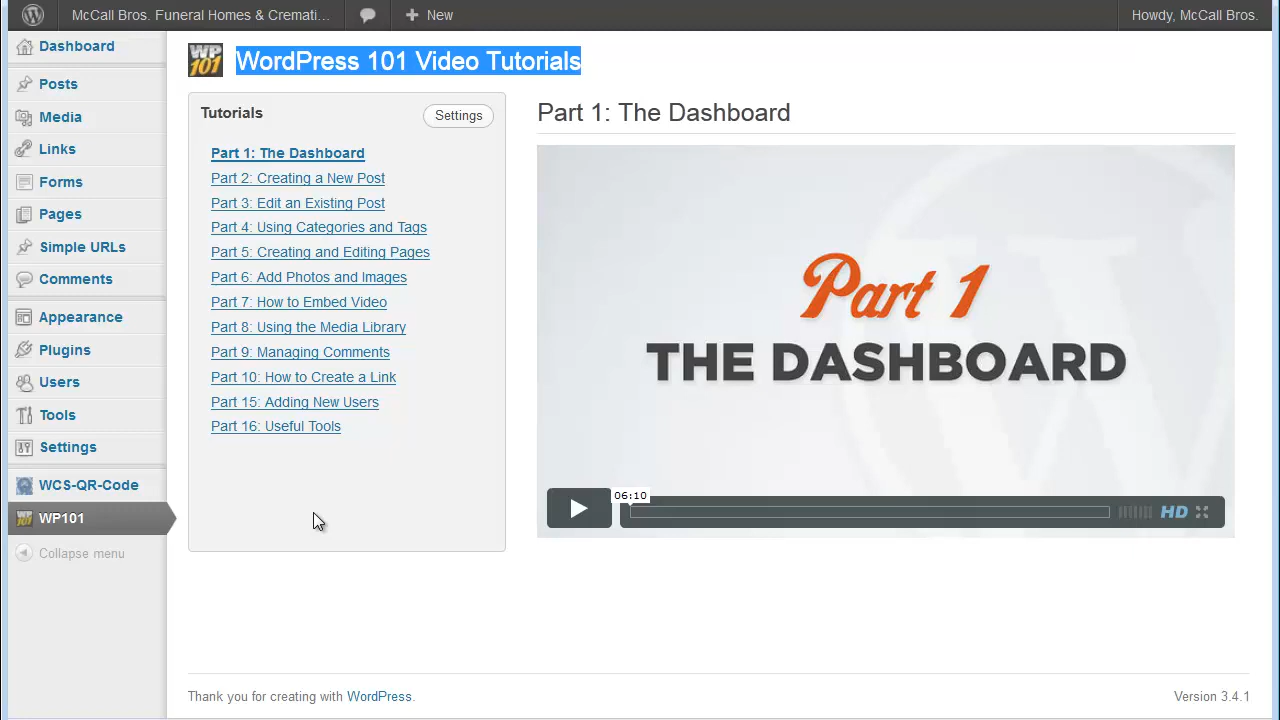 McCall Bros. Funeral Homes & Cremati...
New
Howdy, McCall Bros.
Dashboard
Posts
Media
Links
Forms
Pages
Simple URLs
Comments
Appearance
Plugins
Users
Tools
Settings
WCS-QR-Code
WP101
Collapse menu
WP
101
WordPress 101 Video Tutorials
Tutorials
Settings
Part 1: The Dashboard
Part 2: Creating a New Post
Part 3: Edit an Existing Post
Part 4: Using Categories and Tags
Part 5: Creating and Editing Pages
Part 6: Add Photos and Images
Part 7: How to Embed Video
Part 8: Using the Media Library
Part 9: Managing Comments
Part 10: How to Create a Link
Part 15: Adding New Users
Part 16: Useful Tools
Part 1: The Dashboard
Part 1
THE DASHBOARD
06:10
HD
Thank you for creating with WordPress.
Version 3.4.1